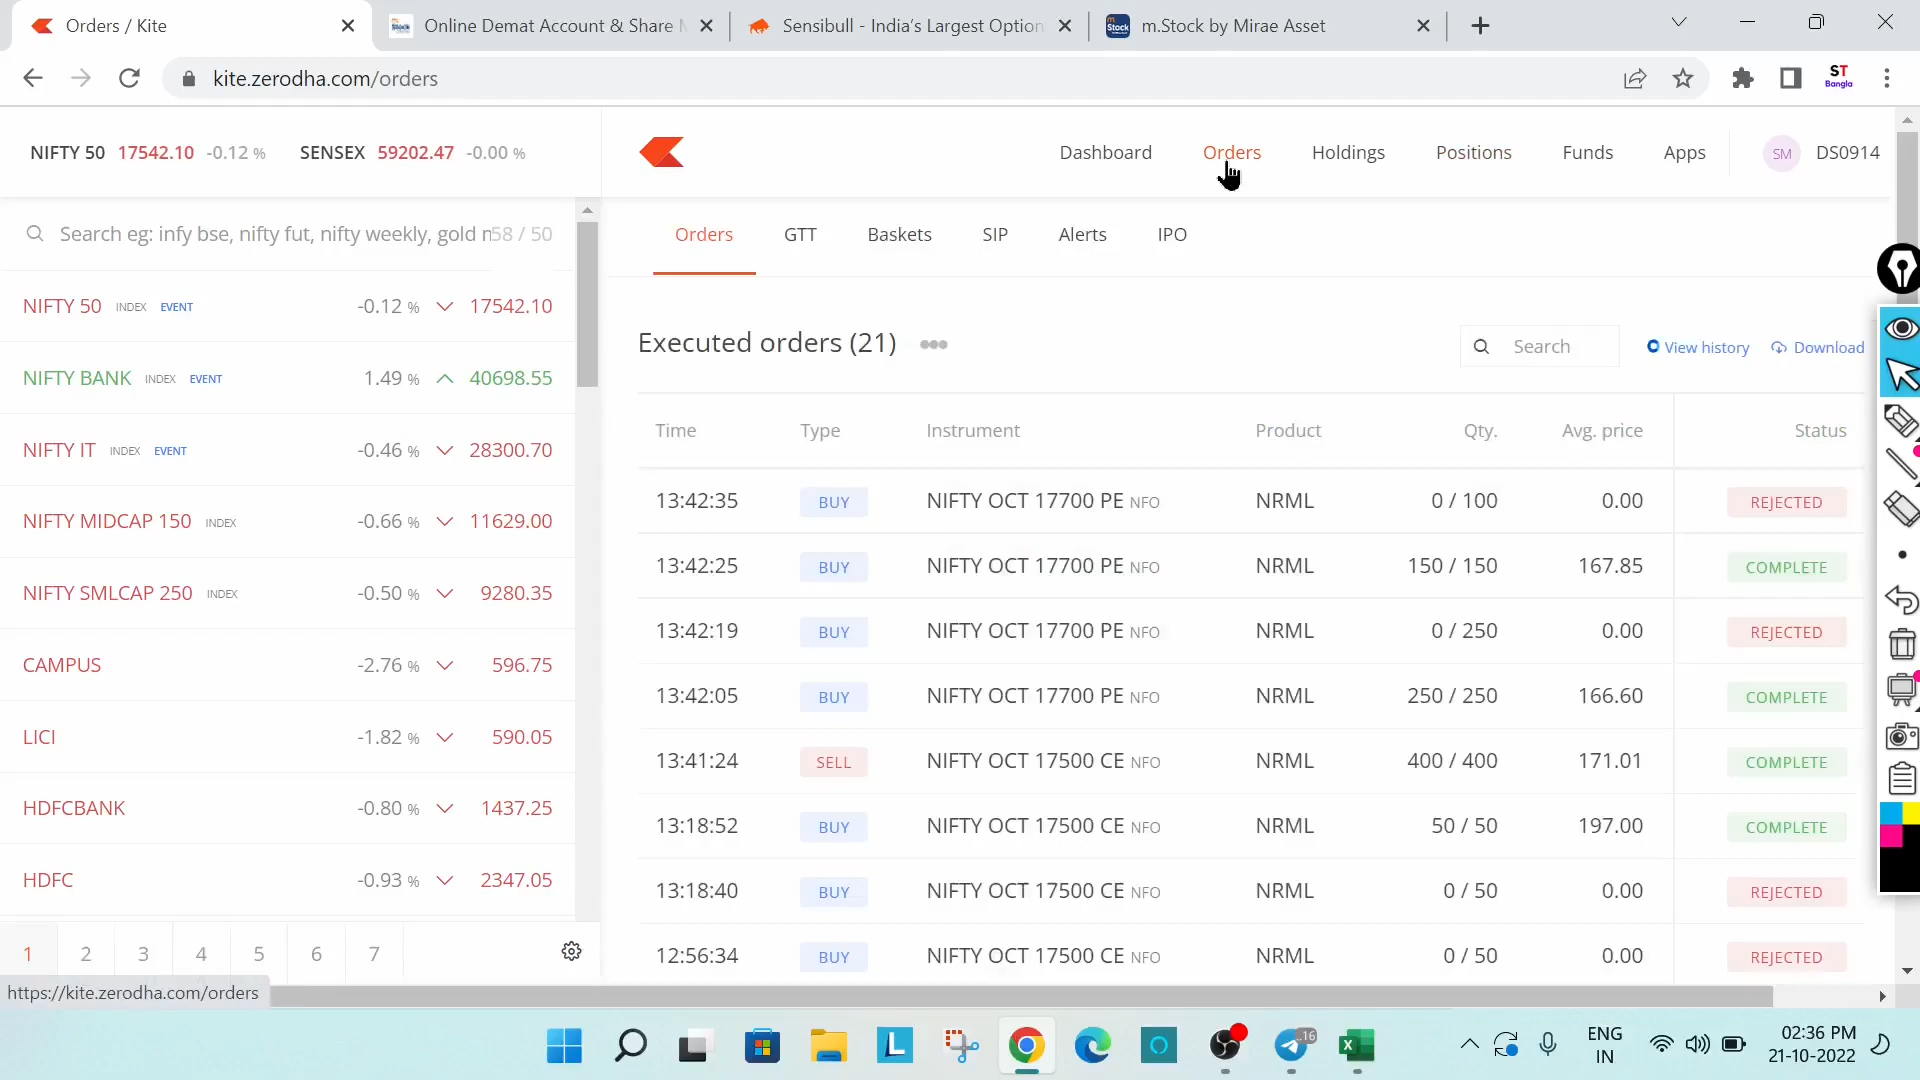 Orders / Kite
Online Demat Account & Share M
Sensibull - India's Largest Option
m.Stock by Mirae Asset
kite.zerodha.com/orders
ST
Bangla
NIFTY 50 17542.10 -0.12 % SENSEX 59202.47 -0.00 %
Dashboard Orders Holdings Positions Funds Apps SM DS0914
Search eg: infy bse, nifty fut, nifty weekly, gold m 58 / 50
Orders GTT Baskets SIP Alerts IPO
NIFTY 50 INDEX EVENT -0.12 % 17542.10
NIFTY BANK INDEX EVENT 1.49 % 40698.55
NIFTY IT INDEX EVENT -0.46 % 28300.70
NIFTY MIDCAP 150 INDEX -0.66 % 11629.00
NIFTY SMLCAP 250 INDEX -0.50 % 9280.35
CAMPUS -2.76 % 596.75
LICI -1.82 % 590.05
HDFCBANK -0.80 % 1437.25
HDFC -0.93 % 2347.05
1 2 3 4 5 6 7
https://kite.zerodha.com/orders
Executed orders (21)
Search View history Download
Time Type Instrument Product Qty. Avg. price Status
13:42:35 BUY NIFTY OCT 17700 PE NFO NRML 0 / 100 0.00 REJECTED
13:42:25 BUY NIFTY OCT 17700 PE NFO NRML 150 / 150 167.85 COMPLETE
13:42:19 BUY NIFTY OCT 17700 PE NFO NRML 0 / 250 0.00 REJECTED
13:42:05 BUY NIFTY OCT 17700 PE NFO NRML 250 / 250 166.60 COMPLETE
13:41:24 SELL NIFTY OCT 17500 CE NFO NRML 400 / 400 171.01 COMPLETE
13:18:52 BUY NIFTY OCT 17500 CE NFO NRML 50 / 50 197.00 COMPLETE
13:18:40 BUY NIFTY OCT 17500 CE NFO NRML 0 / 50 0.00 REJECTED
12:56:34 BUY NIFTY OCT 17500 CE NFO NRML 0 / 50 0.00 REJECTED
ENG
IN
02:36 PM
21-10-2022